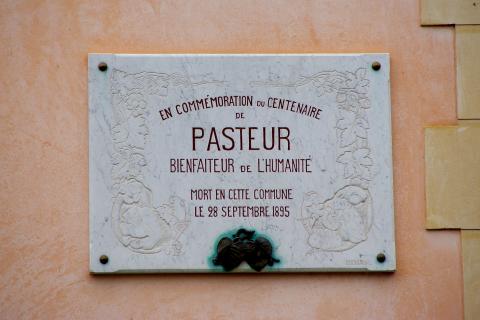 EN COMMÉMORATION DU CENTENAIRE
DE
PASTEUR
BIENFAITEUR DE L'HUMANITÉ
MORT EN CETTE COMMUNE
LE 28 SEPTEMBRE 1895